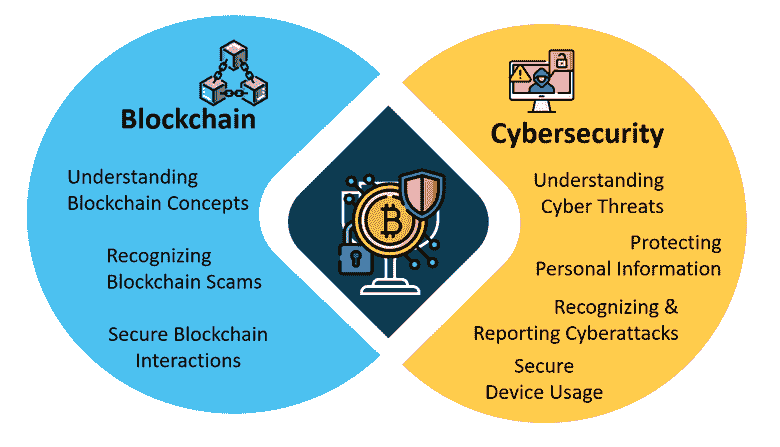 Blockchain
Understanding
Blockchain Concepts
Recognizing
Blockchain Scams
Secure Blockchain
Interactions
Cybersecurity
Understanding
Cyber Threats
Protecting
Personal Information
Recognizing &
Reporting Cyberattacks
Secure
Device Usage